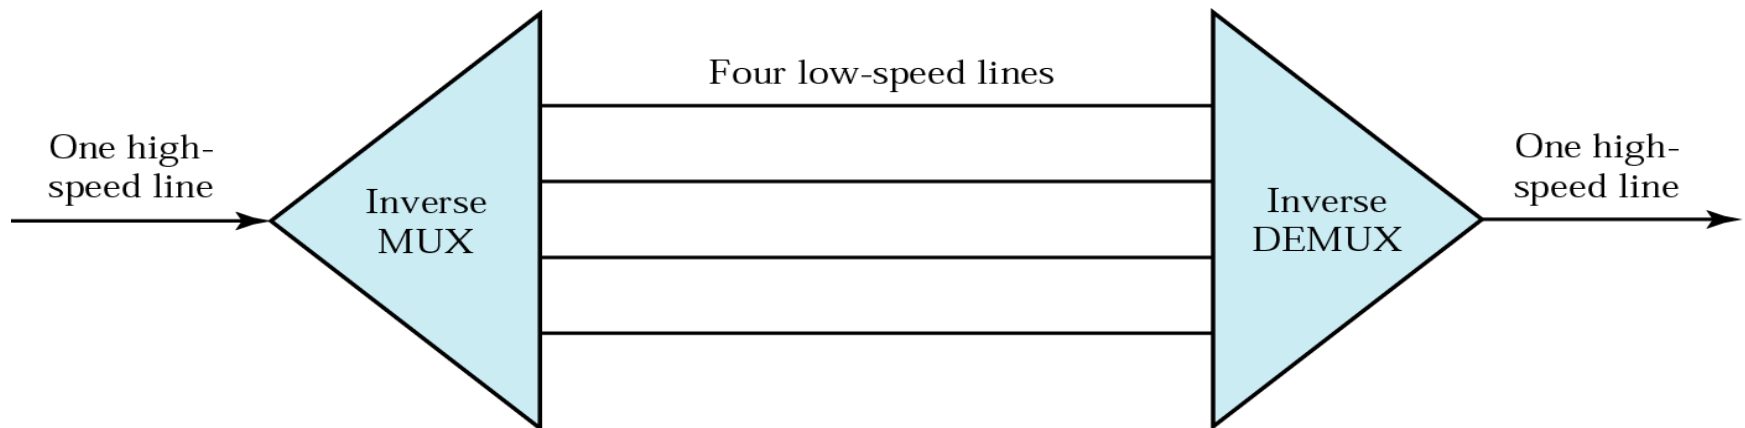 Four low-speed lines
One high-
speed line
Inverse
MUX
Inverse
DEMUX
One high-
speed line